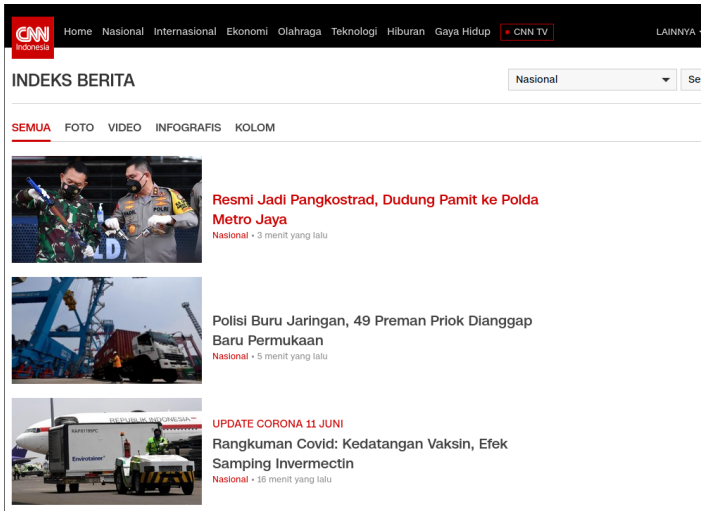 CNN
Indonesia
Home Nasional Internasional Ekonomi Olahraga Teknologi Hiburan Gaya Hidup • CNN TV LAINNYA
INDEKS BERITA
Nasional
Se
SEMUA FOTO VIDEO INFOGRAFIS KOLOM
POLRI
Resmi Jadi Pangkostrad, Dudung Pamit ke Polda
Metro Jaya
Nasional • 3 menit yang lalu
Polisi Buru Jaringan, 49 Preman Priok Dianggap
Baru Permukaan
Nasional • 5 menit yang lalu
REPUBLIK INDONESIA
Envirotainer
UPDATE CORONA 11 JUNI
Rangkuman Covid: Kedatangan Vaksin, Efek
Samping Invermectin
Nasional • 16 menit yang lalu